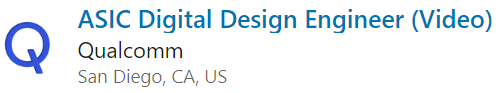 ASIC Digital Design Engineer (Video)
Qualcomm
San Diego, CA, US